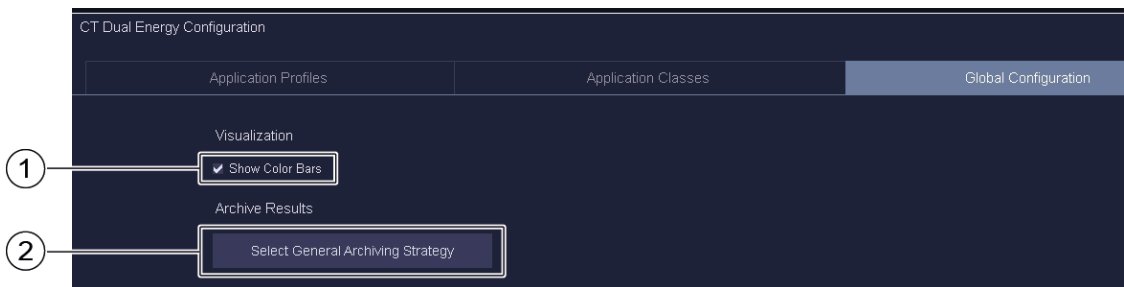 CT Dual Energy Configuration
Application Profiles Application Classes Global Configuration
Visualization
1 Show Color Bars
Archive Results
2 Select General Archiving Strategy